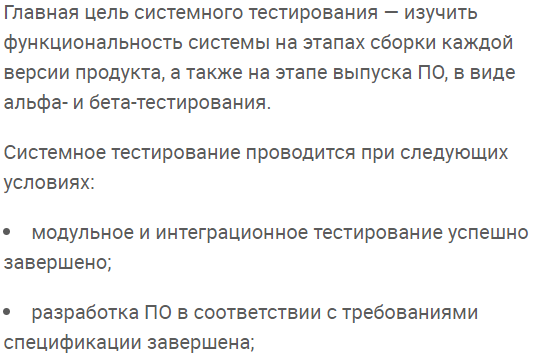 Главная цель системного тестирования — изучить
функциональность системы на этапах сборки каждой
версии продукта, а также на этапе выпуска ПО, в виде
альфа- и бета-тестирования.
Системное тестирование проводится при следующих
условиях:
• модульное и интеграционное тестирование успешно
завершено;
• разработка ПО в соответствии с требованиями
спецификации завершена;